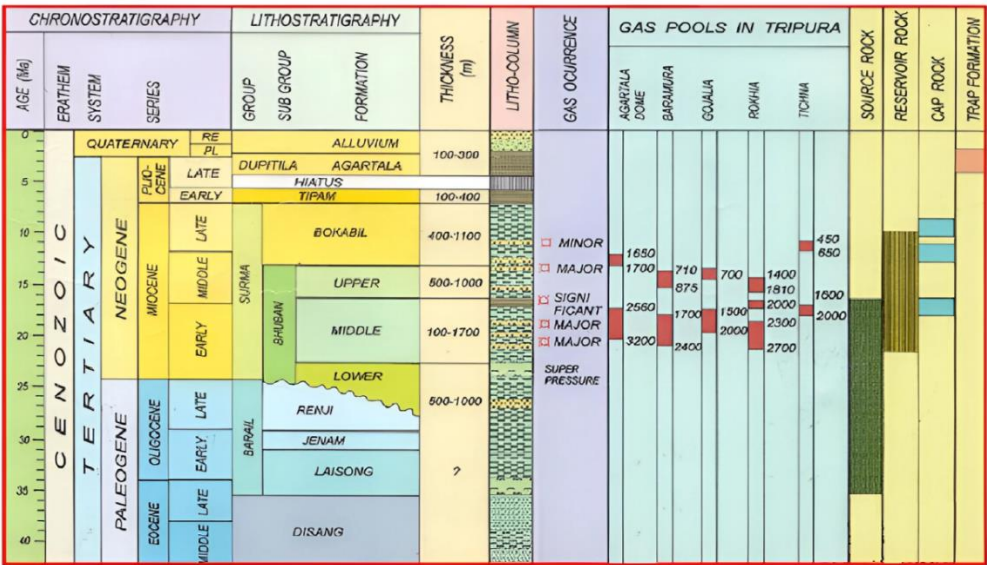 CHRONOSTRATIGRAPHY
LITHOSTRATIGRAPHY
THICKNESS
(m)
LITHO-COLUMN
GAS OCURRENCE
GAS POOLS IN TRIPURA
SOURCE ROCK
RESERVOIR ROCK
CAP ROCK
TRAP FORMATION
AGE (Ma)
ERATHEIM
SYSTEM
SERIES
GROUP
SUB GROUP
FORMATION
AGARTALA
DOME
BARAMURA
GOJALIA
ROKHIA
0
5
10
15
20
25
30
35
40
CENOZOIC
TERTIARY
QUATERNARY
NEOGENE
PALEOGENE
RE
PL
PLIO-
CENE
LATE
EARLY
MIOCENE
LATE
MIDDLE
EARLY
OLIGOCENE
LATE
EARLY
EOCENE
LATE
MIDDLE
ALLUVIUM
DUPITILA
AGARTALA
HIATUS
TIPAM
SURMA
BOKABIL
BHUBAN
UPPER
MIDDLE
LOWER
BARAIL
RENJI
JENAM
LAISONG
DISANG
100-300
100-400
400-1100
500-1000
100-1700
500-1000
?
MINOR
MAJOR
SIGNI
FICANT
MAJOR
MAJOR
SUPER
PRESSURE
1650
1700
2560
3200
710
875
1700
2400
700
1500
2000
1400
1810
2000
2300
2700
450
650
1600
2000